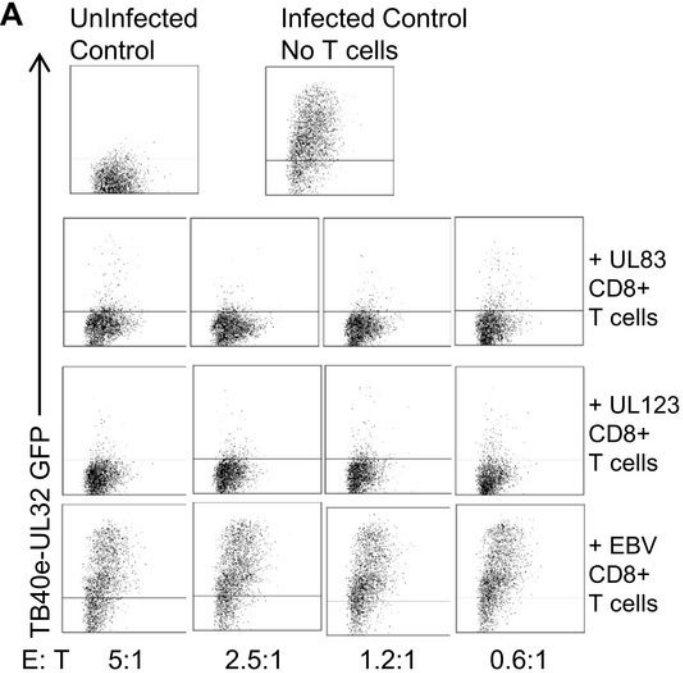 A
UnInfected
Control
Infected Control
No T cells
TB40e-UL32 GFP
+ UL83
CD8+
T cells
+ UL123
CD8+
T cells
+ EBV
CD8+
T cells
E: T 5:1 2.5:1 1.2:1 0.6:1